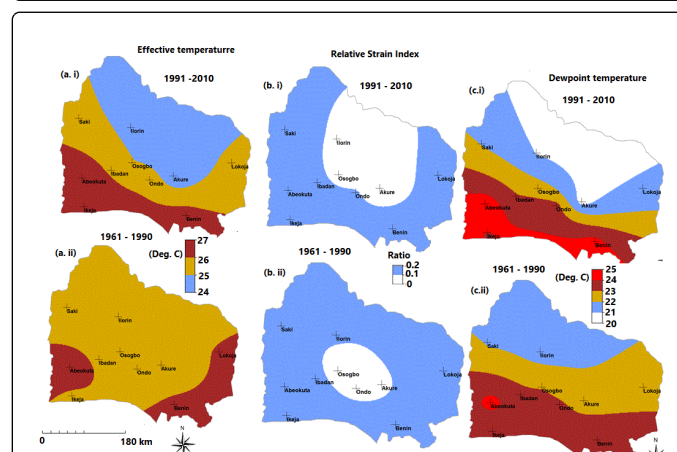 Effective temperaturre
Relative Strain Index
Dewpoint temperature
(a. i)
1991 -2010
Saki
Ilorin
Osogbo
Ibadan
Ondo
Akure
Lokoja
Abeokuta
Ikeja
Benin
(b. i)
1991 - 2010
Saki
Ilorin
Osogbo
Ibadan
Ondo
Akure
Lokoja
Abeokuta
Ikeja
Benin
(c.i)
1991 - 2010
Saki
Ilorin
Osogbo
Ibadan
Ondo
Akure
Lokoja
Abeokuta
Ikeja
Benin
1961 - 1990
(a. ii)
(Deg. C)
27
26
25
24
Saki
Ilorin
Osogbo
Ibadan
Ondo
Akure
Lokoja
Abeokuta
Ikeja
Benin
0 180 km
N
1961 - 1990
(b. ii)
Ratio
0.2
0.1
0
Saki
Ilorin
Osogbo
Ibadan
Ondo
Akure
Lokoja
Abeokuta
Ikeja
Benin
1961 - 1990
(c.ii)
(Deg. C)
25
24
23
22
21
20
Saki
Ilorin
Osogbo
Ibadan
Ondo
Akure
Lokoja
Abeokuta
Ikeja
Benin
N